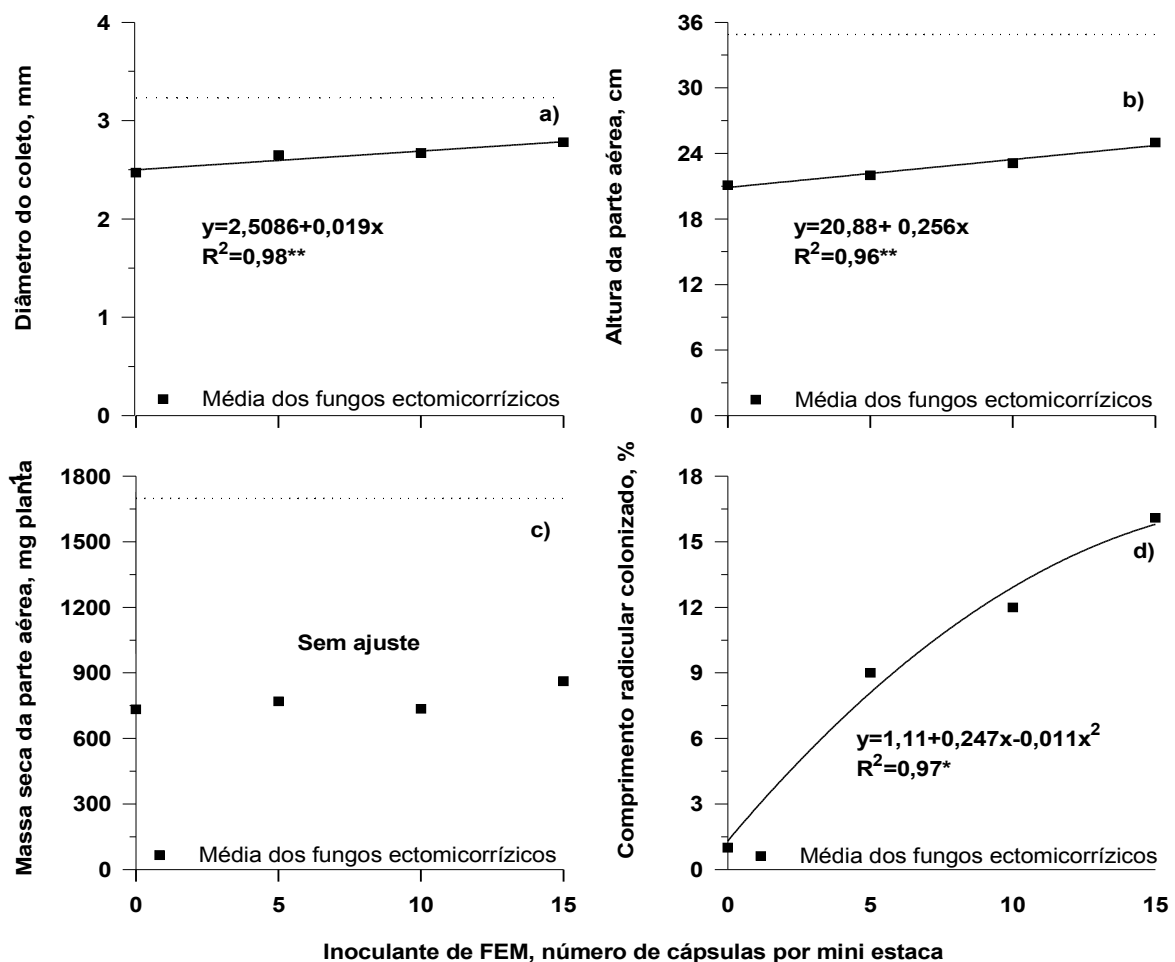 4
3
2
1
0
Diâmetro do coleto, mm
a)
y=2,5086+0,019x
R²=0,98**
Média dos fungos ectomicorrízicos
36
30
24
18
12
6
0
Altura da parte aérea, cm
b)
y=20,88+ 0,256x
R²=0,96**
Média dos fungos ectomicorrízicos
1800
1500
1200
900
600
300
0
Massa seca da parte aérea, mg planta
c)
Sem ajuste
Média dos fungos ectomicorrízicos
0 5 10 15
18
15
12
9
6
3
0
Comprimento radicular colonizado, %
d)
y=1,11+0,247x-0,011x²
R²=0,97*
Média dos fungos ectomicorrízicos
0 5 10 15
Inoculante de FEM, número de cápsulas por mini estaca